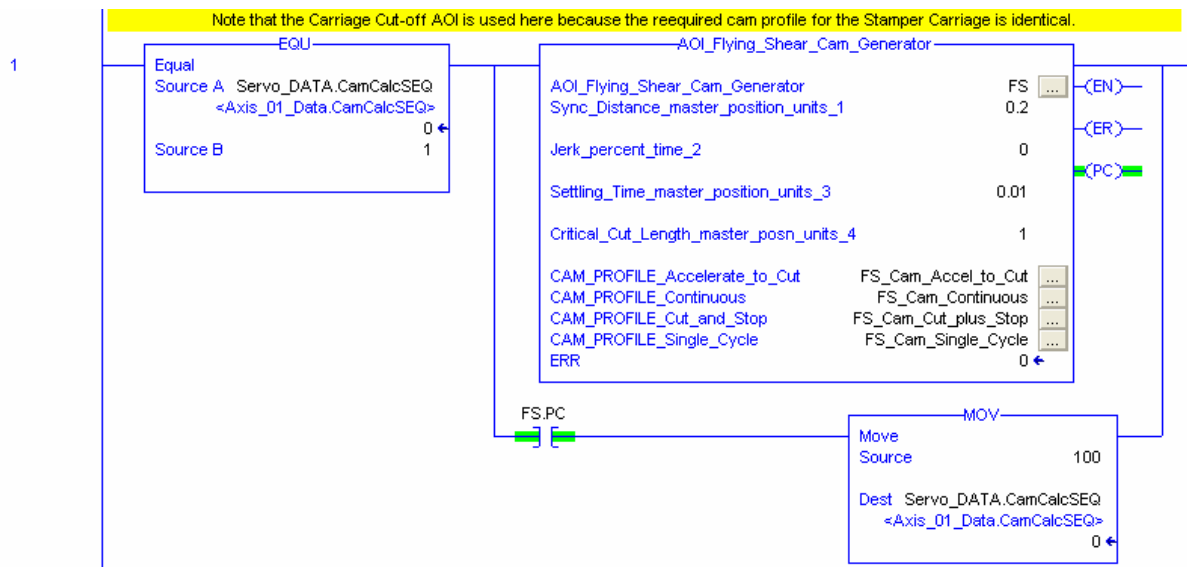 Note that the Carriage Cut-off AOI is used here because the reequired cam profile for the Stamper Carriage is identical.
1
EQU
Equal
Source A Servo_DATA.CamCalcSEQ
<Axis_01_Data.CamCalcSEQ>
0
Source B 1
AOI_Flying_Shear_Cam_Generator
AOI_Flying_Shear_Cam_Generator FS ...
Sync_Distance_master_position_units_1 0.2
Jerk_percent_time_2 0
Settling_Time_master_position_units_3 0.01
Critical_Cut_Length_master_posn_units_4 1
CAM_PROFILE_Accelerate_to_Cut FS_Cam_Accel_to_Cut ...
CAM_PROFILE_Continuous FS_Cam_Continuous ...
CAM_PROFILE_Cut_and_Stop FS_Cam_Cut_plus_Stop ...
CAM_PROFILE_Single_Cycle FS_Cam_Single_Cycle ...
ERR 0
(EN)
(ER)
(PC)
FS.PC
MOV
Move
Source 100
Dest Servo_DATA.CamCalcSEQ
<Axis_01_Data.CamCalcSEQ>
0